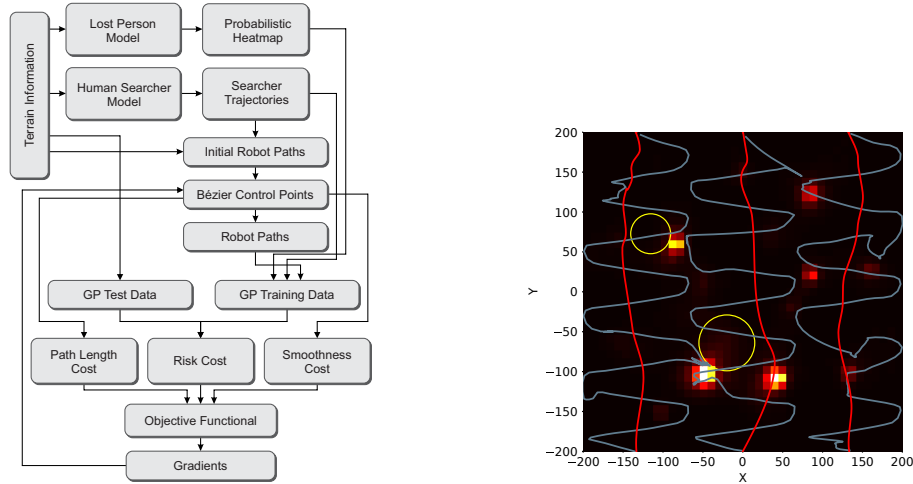 Terrain Information
Lost Person
Model
Probabilistic
Heatmap
Human Searcher
Model
Searcher
Trajectories
Initial Robot Paths
Bézier Control Points
Robot Paths
GP Test Data
GP Training Data
Path Length
Cost
Risk Cost
Smoothness
Cost
Objective Functional
Gradients
200
150
100
50
0
−50
−100
−150
−200
Y
−200 −150 −100 −50 0 50 100 150 200
X